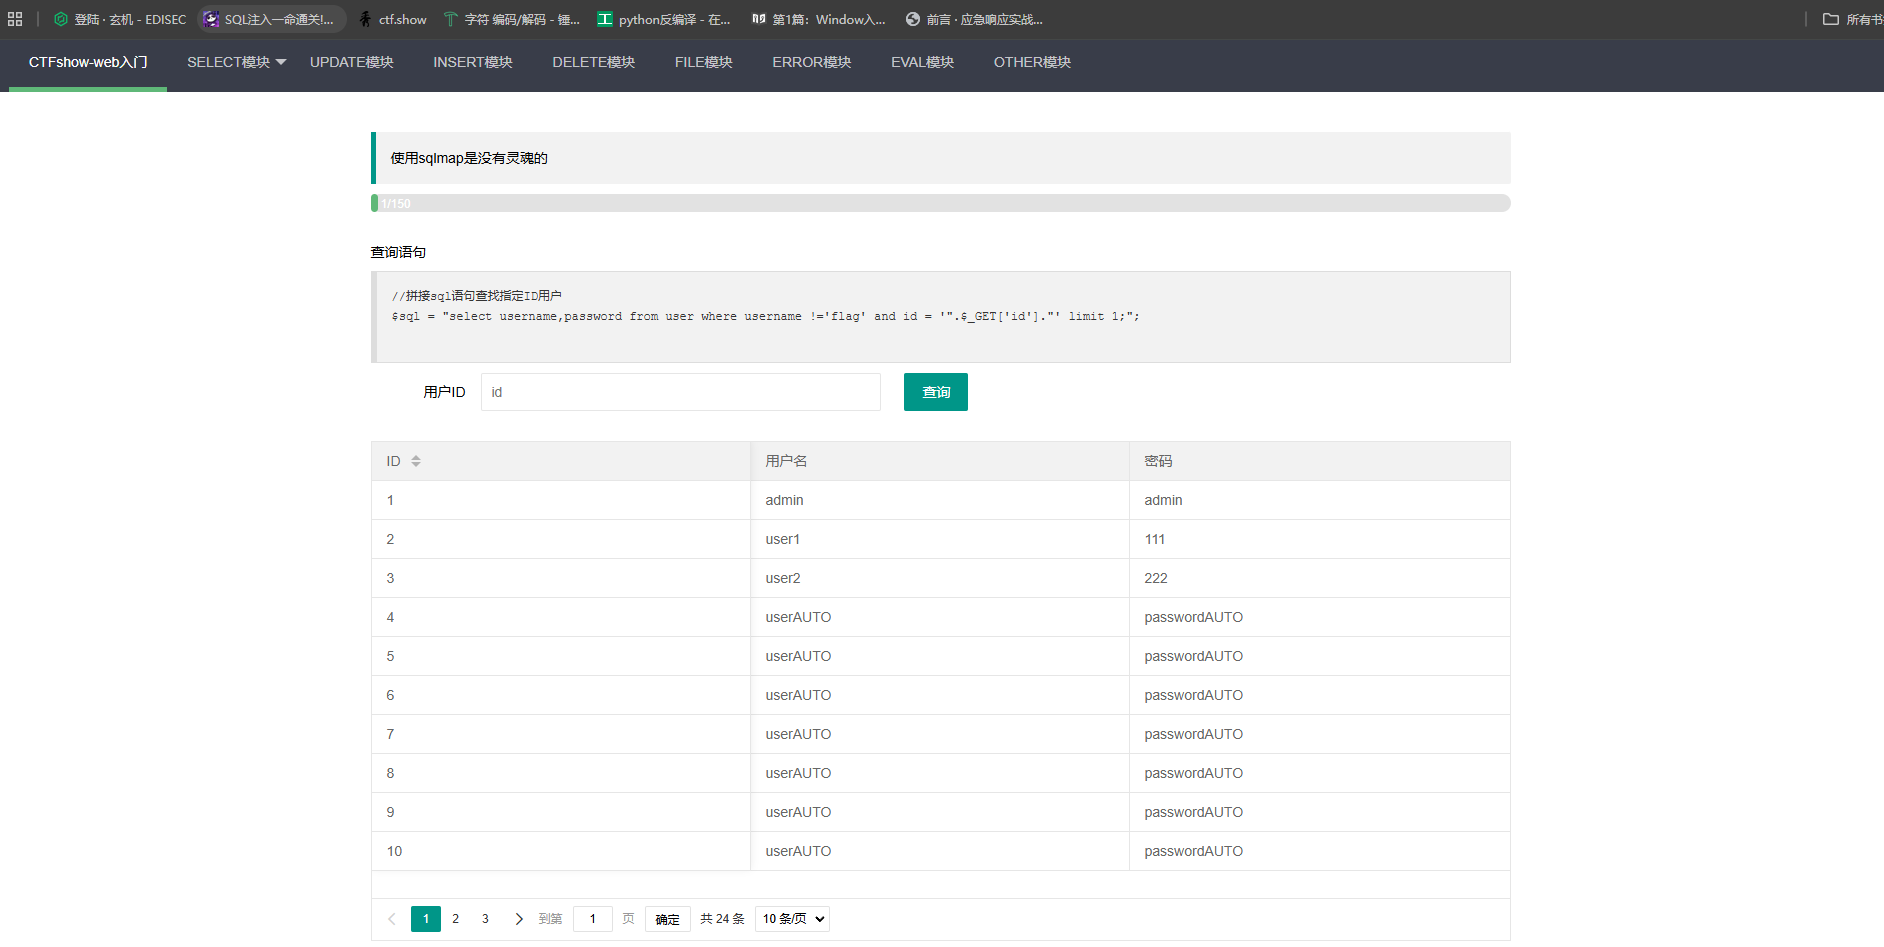 登陆 · 玄机 - EDISEC SQL注入一命通关!... ctf.show 字符 编码/解码 - 锤... python反编译 - 在... 第1篇：Window入... 前言 · 应急响应实战... 所有书
CTFshow-web入门 SELECT模块 UPDATE模块 INSERT模块 DELETE模块 FILE模块 ERROR模块 EVAL模块 OTHER模块
使用sqlmap是没有灵魂的
1/150
查询语句
//拼接sql语句查找指定ID用户
$sql = "select username,password from user where username !='flag' and id = '".$_GET['id']."' limit 1;";
用户ID id 查询
ID 用户名 密码
1 admin admin
2 user1 111
3 user2 222
4 userAUTO passwordAUTO
5 userAUTO passwordAUTO
6 userAUTO passwordAUTO
7 userAUTO passwordAUTO
8 userAUTO passwordAUTO
9 userAUTO passwordAUTO
10 userAUTO passwordAUTO
1 2 3 到第 1 页 确定 共 24 条 10 条/页